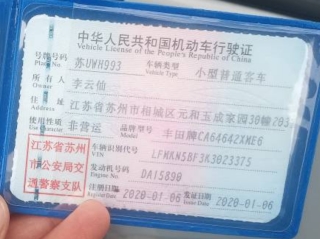 中华人民共和国机动车行驶证
Vehicle License of the People's Republic of China
号牌号码 苏UWH993 车辆类型 小型普通客车
Plate No. Vehicle Type
所有人 李云仙
Owner
住址 江苏省苏州市相城区元和玉成家园30幢203
Address
使用性质 非营运 品牌型号 丰田牌CA64642XME6
Use Character Model
江苏省苏州市公安局交通警察支队
车辆识别代号 LFMKN5BF3K3023375
VIN
发动机号码 DA15890
Engine No.
注册日期 2020-01-06 发证日期 2020-01-06
Register Date Issue Date